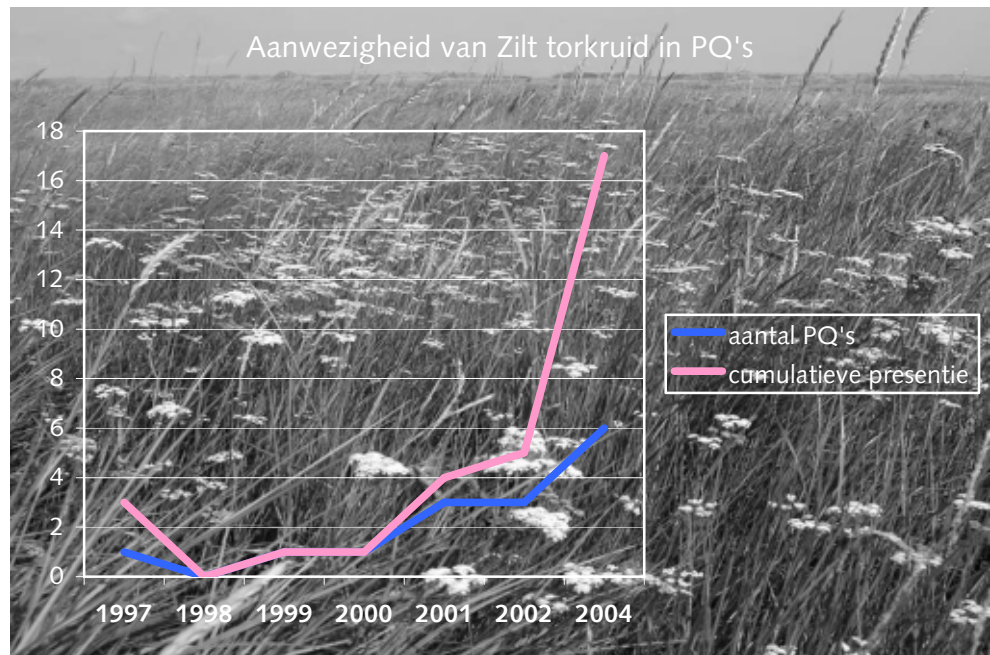 Aanwezigheid van Zilt torkruid in PQ's
18
16
14
12
10
8
6
4
2
0
1997 1998 1999 2000 2001 2002 2004
aantal PQ's
cumulatieve presentie